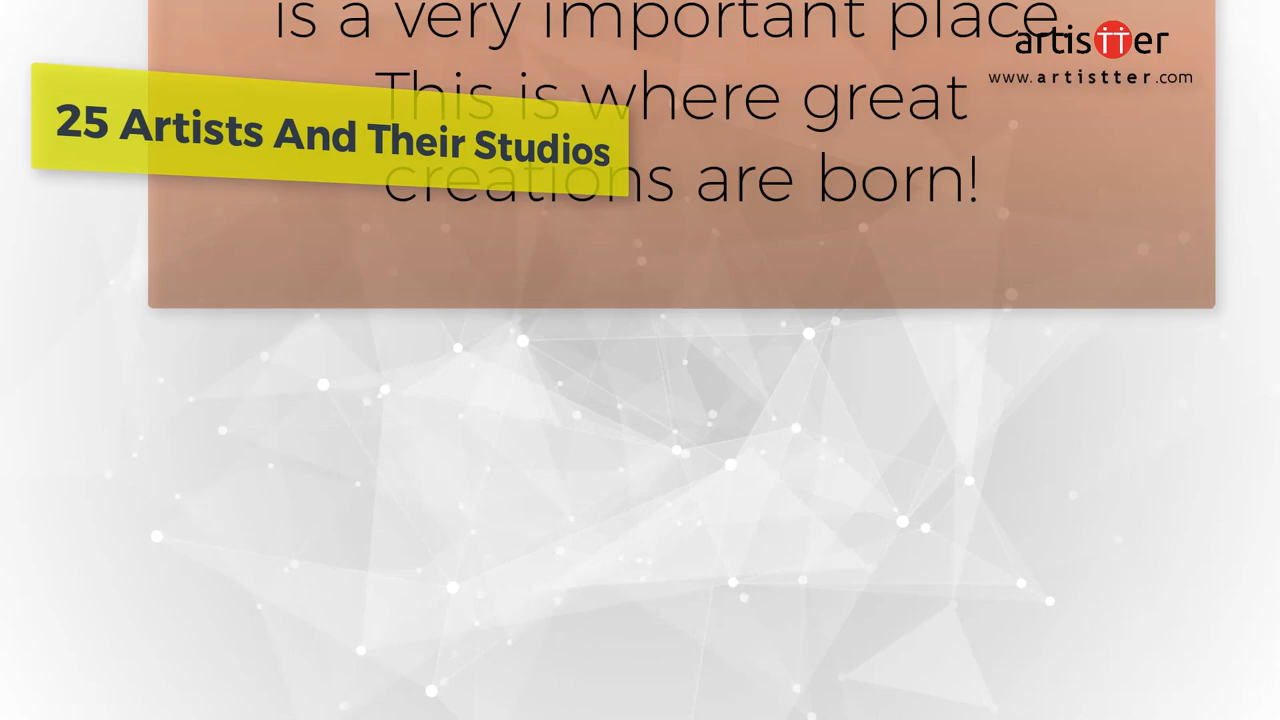 is a very important place.
This is where great
creations are born!
25 Artists And Their Studios
artistter
www.artistter.com